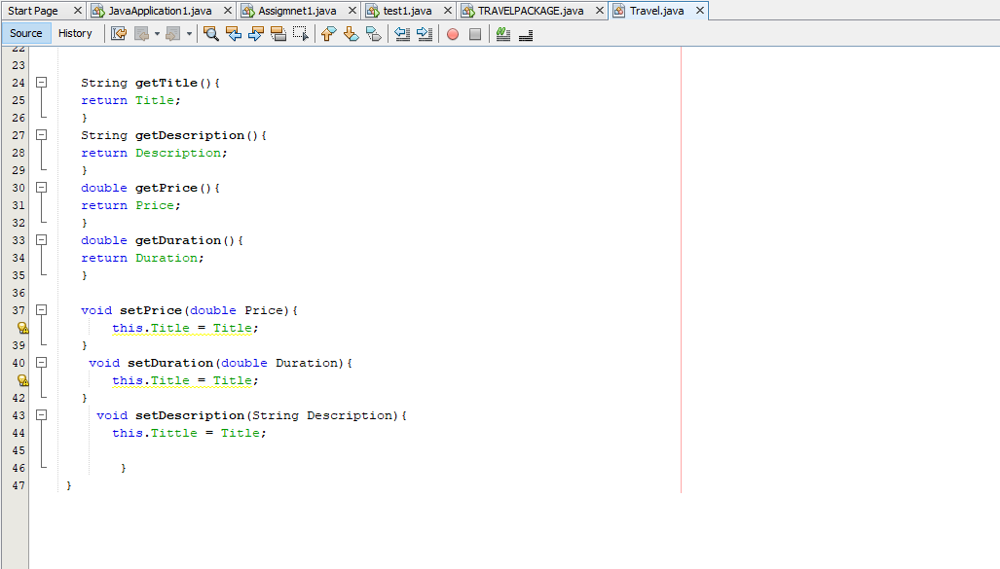 Start Page JavaApplication1.java Assigmnet1.java test1.java TRAVELPACKAGE.java Travel.java
Source History
22
23
24 String getTitle(){
25 return Title;
26 }
27 String getDescription(){
28 return Description;
29 }
30 double getPrice(){
31 return Price;
32 }
33 double getDuration(){
34 return Duration;
35 }
36
37 void setPrice(double Price){
this.Title = Title;
39 }
40 void setDuration(double Duration){
this.Title = Title;
42 }
43 void setDescription(String Description){
44 this.Tittle = Title;
45
46 }
47 }